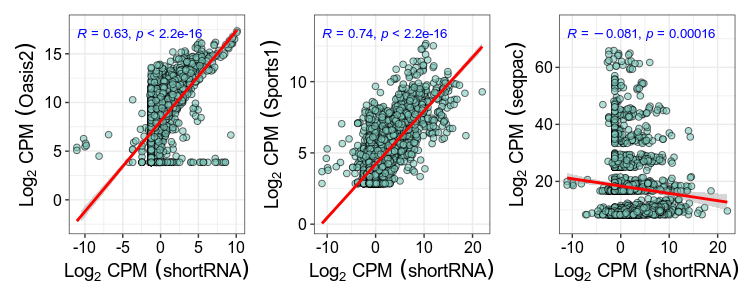 R = 0.63, p < 2.2e-16
15
10
5
0
-10
-5
0
5
10
Log2 CPM (shortRNA)
Log2 CPM (Oasis2)
R = 0.74, p < 2.2e-16
10
5
0
-10
0
10
20
Log2 CPM (shortRNA)
Log2 CPM (Sports1)
R = −0.081, p = 0.00016
60
40
20
-10
0
10
20
Log2 CPM (shortRNA)
Log2 CPM (seqpac)